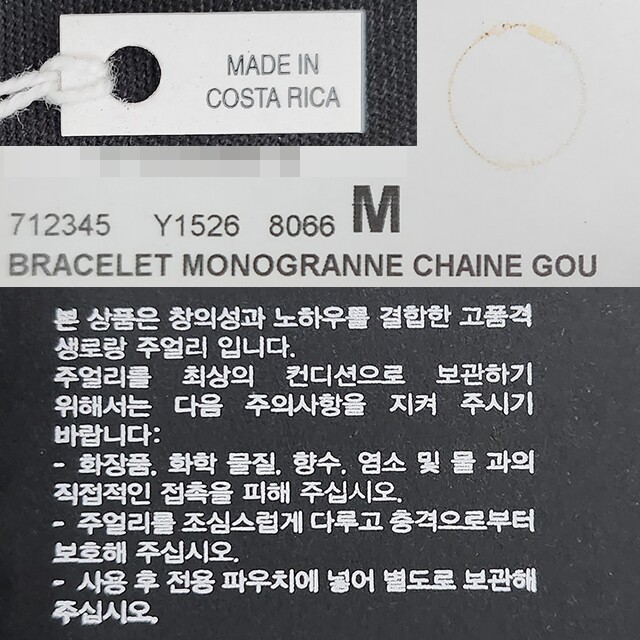 MADE IN
COSTA RICA
712345 Y1526 8066 M
BRACELET MONOGRANNE CHAINE GOU
본 상품은 창의성과 노하우를 결합한 고품격
생로랑 주얼리 입니다.
주얼리를 최상의 컨디션으로 보관하기
위해서는 다음 주의사항을 지켜 주시기
바랍니다:
- 화장품, 화학 물질, 향수, 염소 및 물 과의
직접적인 접촉을 피해 주십시오.
- 주얼리를 조심스럽게 다루고 충격으로부터
보호해 주십시오.
- 사용 후 전용 파우치에 넣어 별도로 보관해
주십시오.